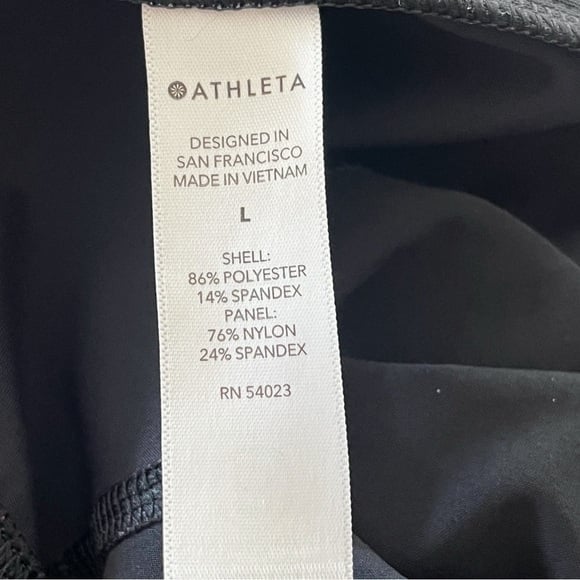 ATHLETA
DESIGNED IN
SAN FRANCISCO
MADE IN VIETNAM
L
SHELL:
86% POLYESTER
14% SPANDEX
PANEL:
76% NYLON
24% SPANDEX
RN 54023